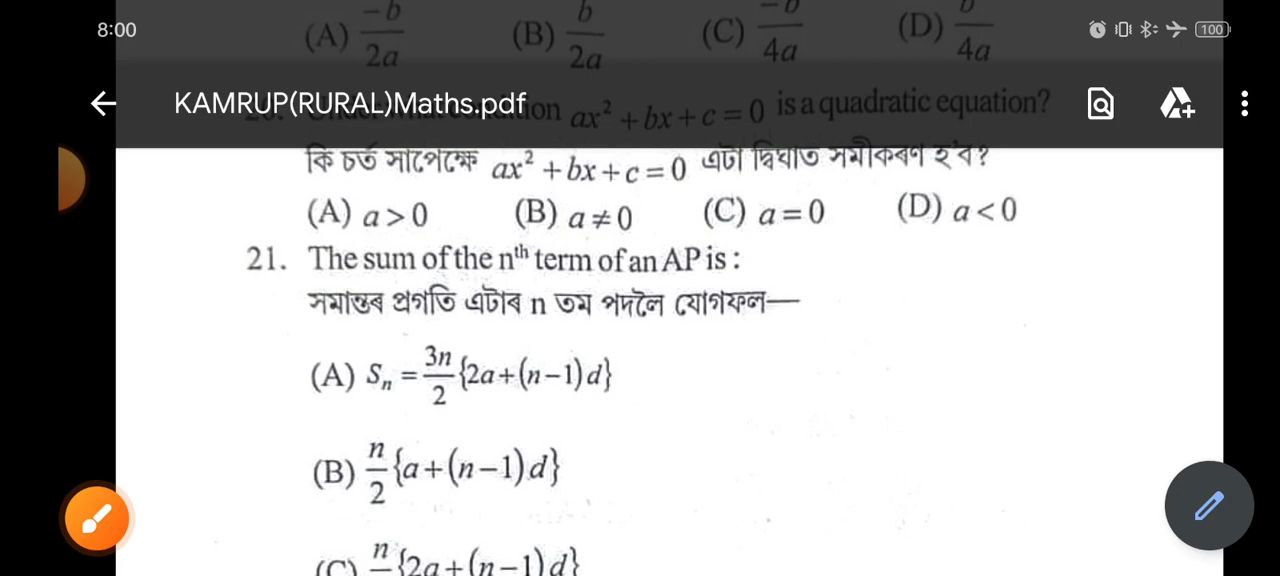 8:00
100
(A) -b/2a (B) b/2a (C) /4a (D) /4a
KAMRUP(RURAL)Maths.pdf
ax² + bx + c = 0 is a quadratic equation?
কি চৰ্ত সাপেক্ষে ax² + bx + c = 0 এটা দ্বিঘাত সমীকৰণ হ'ব?
(A) a > 0 (B) a ≠ 0 (C) a = 0 (D) a < 0
21. The sum of the nth term of an AP is :
সমান্তৰ প্ৰগতি এটাৰ n তম পদলৈ যোগফল—
(A) Sₙ = 3n/2 {2a+(n−1)d}
(B) n/2 {a+(n−1)d}
(C) n {2a+(n−1)d}